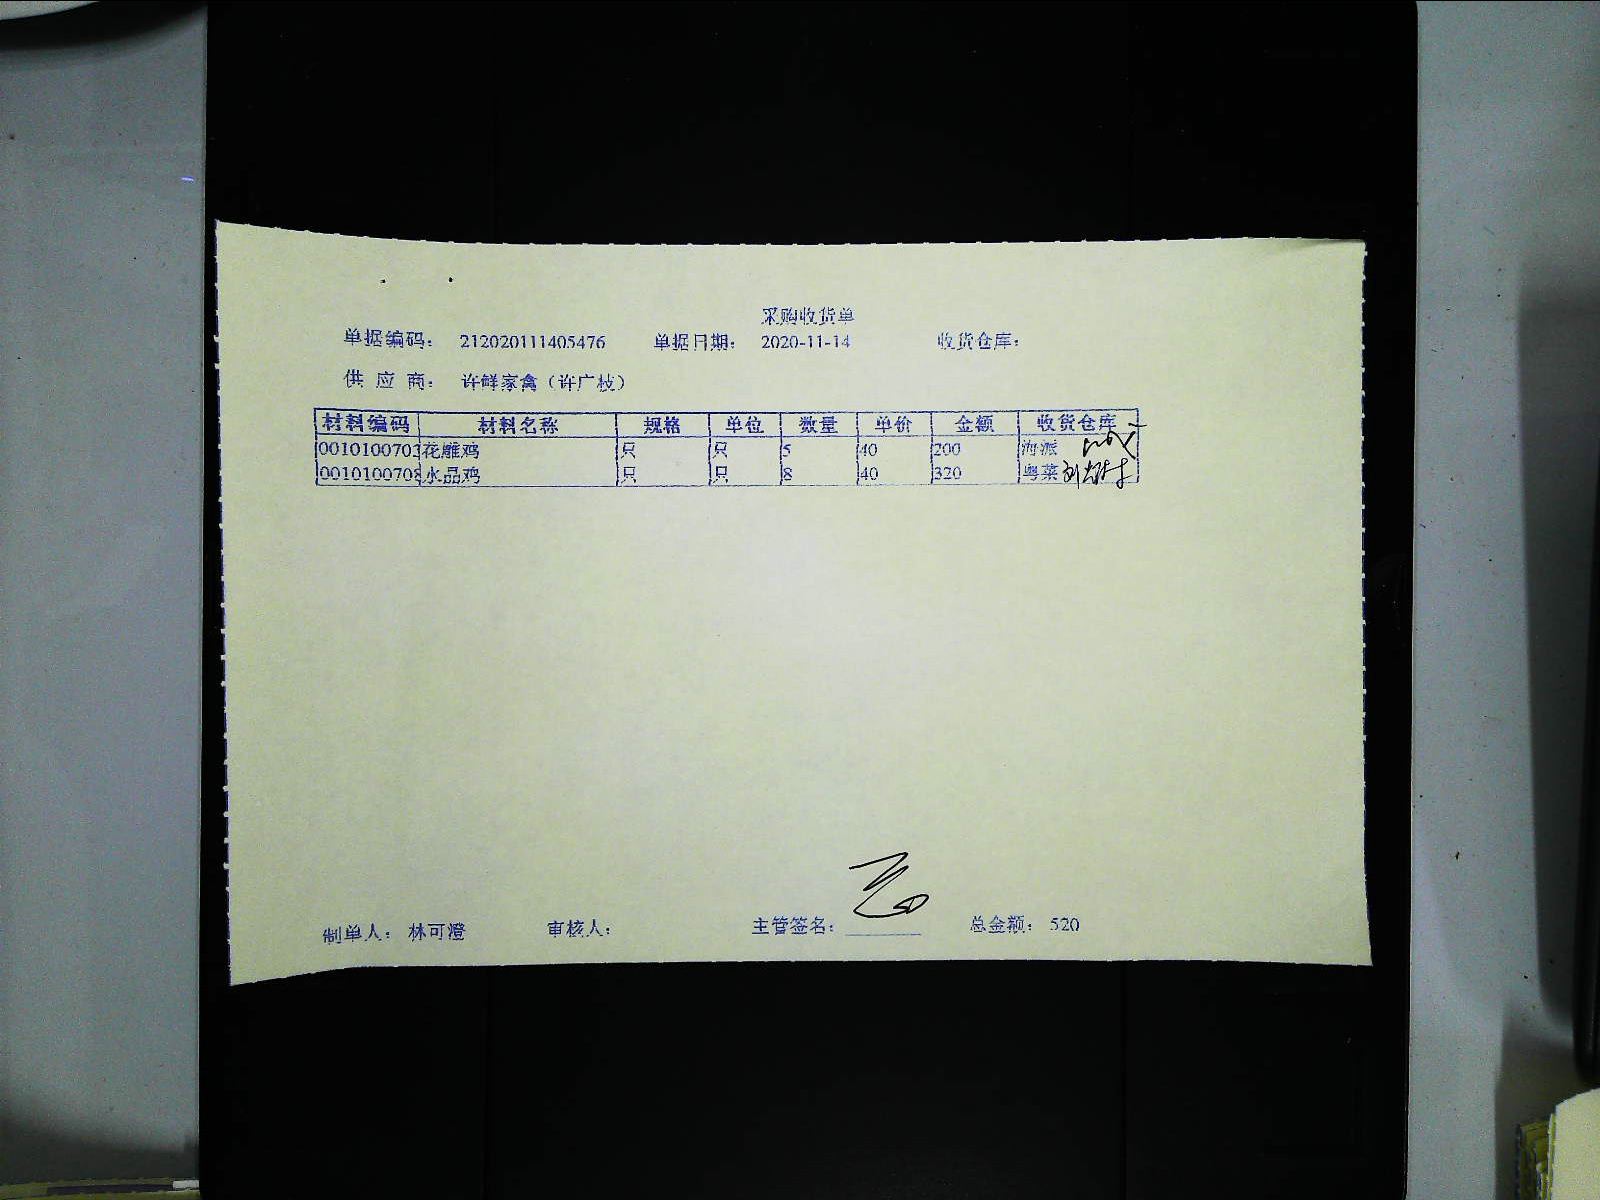 采购收货单
单据编码： 212020111405476 单据日期： 2020-11-14 收货仓库：
供 应 商： 许鲜家禽（许广枝）
材料编码 材料名称 规格 单位 数量 单价 金额 收货仓库
0010100703 花雕鸡 只 只 5 40 200 海派
0010100708 水晶鸡 只 只 8 40 320 粤菜
制单人： 林可澄 审核人： 主管签名： 总金额： 520